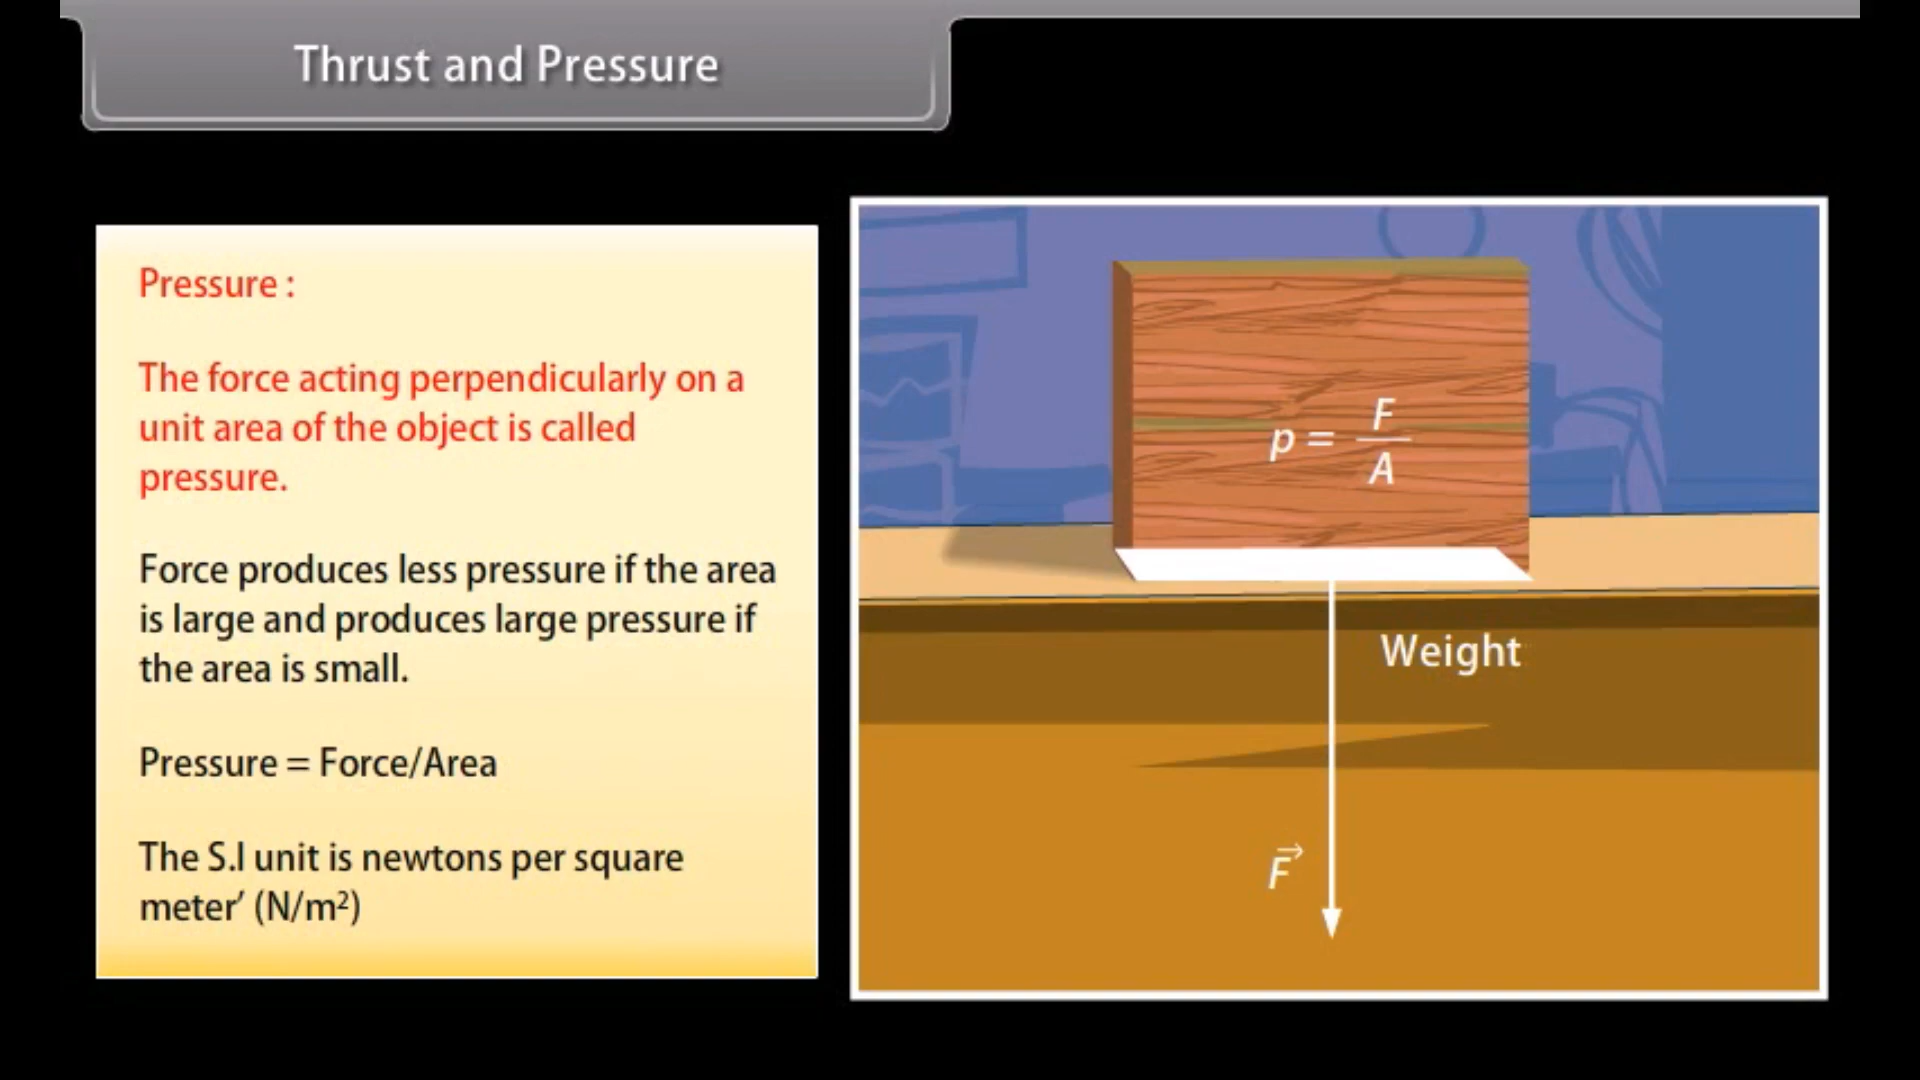 Thrust and Pressure
Pressure :
The force acting perpendicularly on a
unit area of the object is called
pressure.
Force produces less pressure if the area
is large and produces large pressure if
the area is small.
Pressure = Force/Area
The S.I unit is newtons per square
meter’ (N/m²)
p = F/A
Weight
F⃗